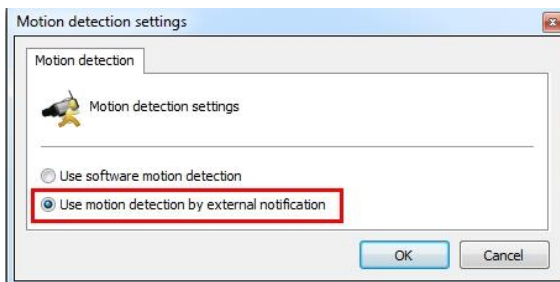 Motion detection settings
Motion detection
Motion detection settings
Use software motion detection
Use motion detection by external notification
OK Cancel